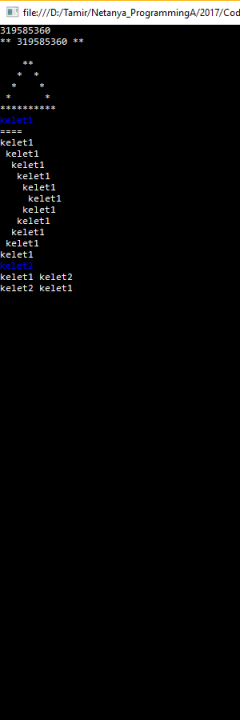 file:///D:/Tamir/Netanya_ProgrammingA/2017/Cod
319585360
** 319585360 **
    **
   *  *
  *    *
 *      *
**********
kelet1
====
kelet1
 kelet1
  kelet1
   kelet1
    kelet1
     kelet1
    kelet1
   kelet1
  kelet1
 kelet1
kelet1
kelet2
kelet1 kelet2
kelet2 kelet1